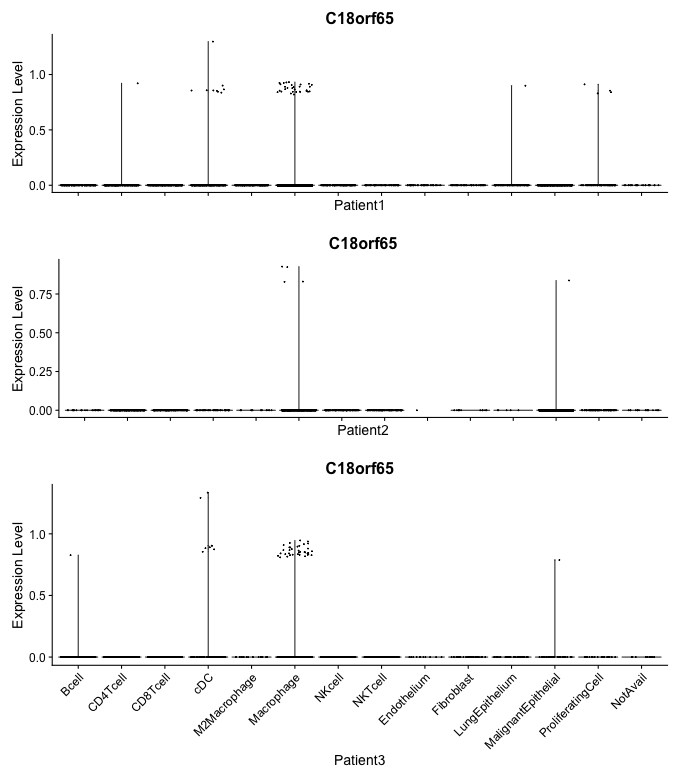 C18orf65
Expression Level
1.0
0.5
0.0
Patient1
C18orf65
Expression Level
0.75
0.50
0.25
0.00
Patient2
C18orf65
Expression Level
1.0
0.5
0.0
Bcell
CD4Tcell
CD8Tcell
cDC
M2Macrophage
Macrophage
NKcell
NKTcell
Endothelium
Fibroblast
LungEpithelium
MalignantEpithelial
ProliferatingCell
NotAvail
Patient3